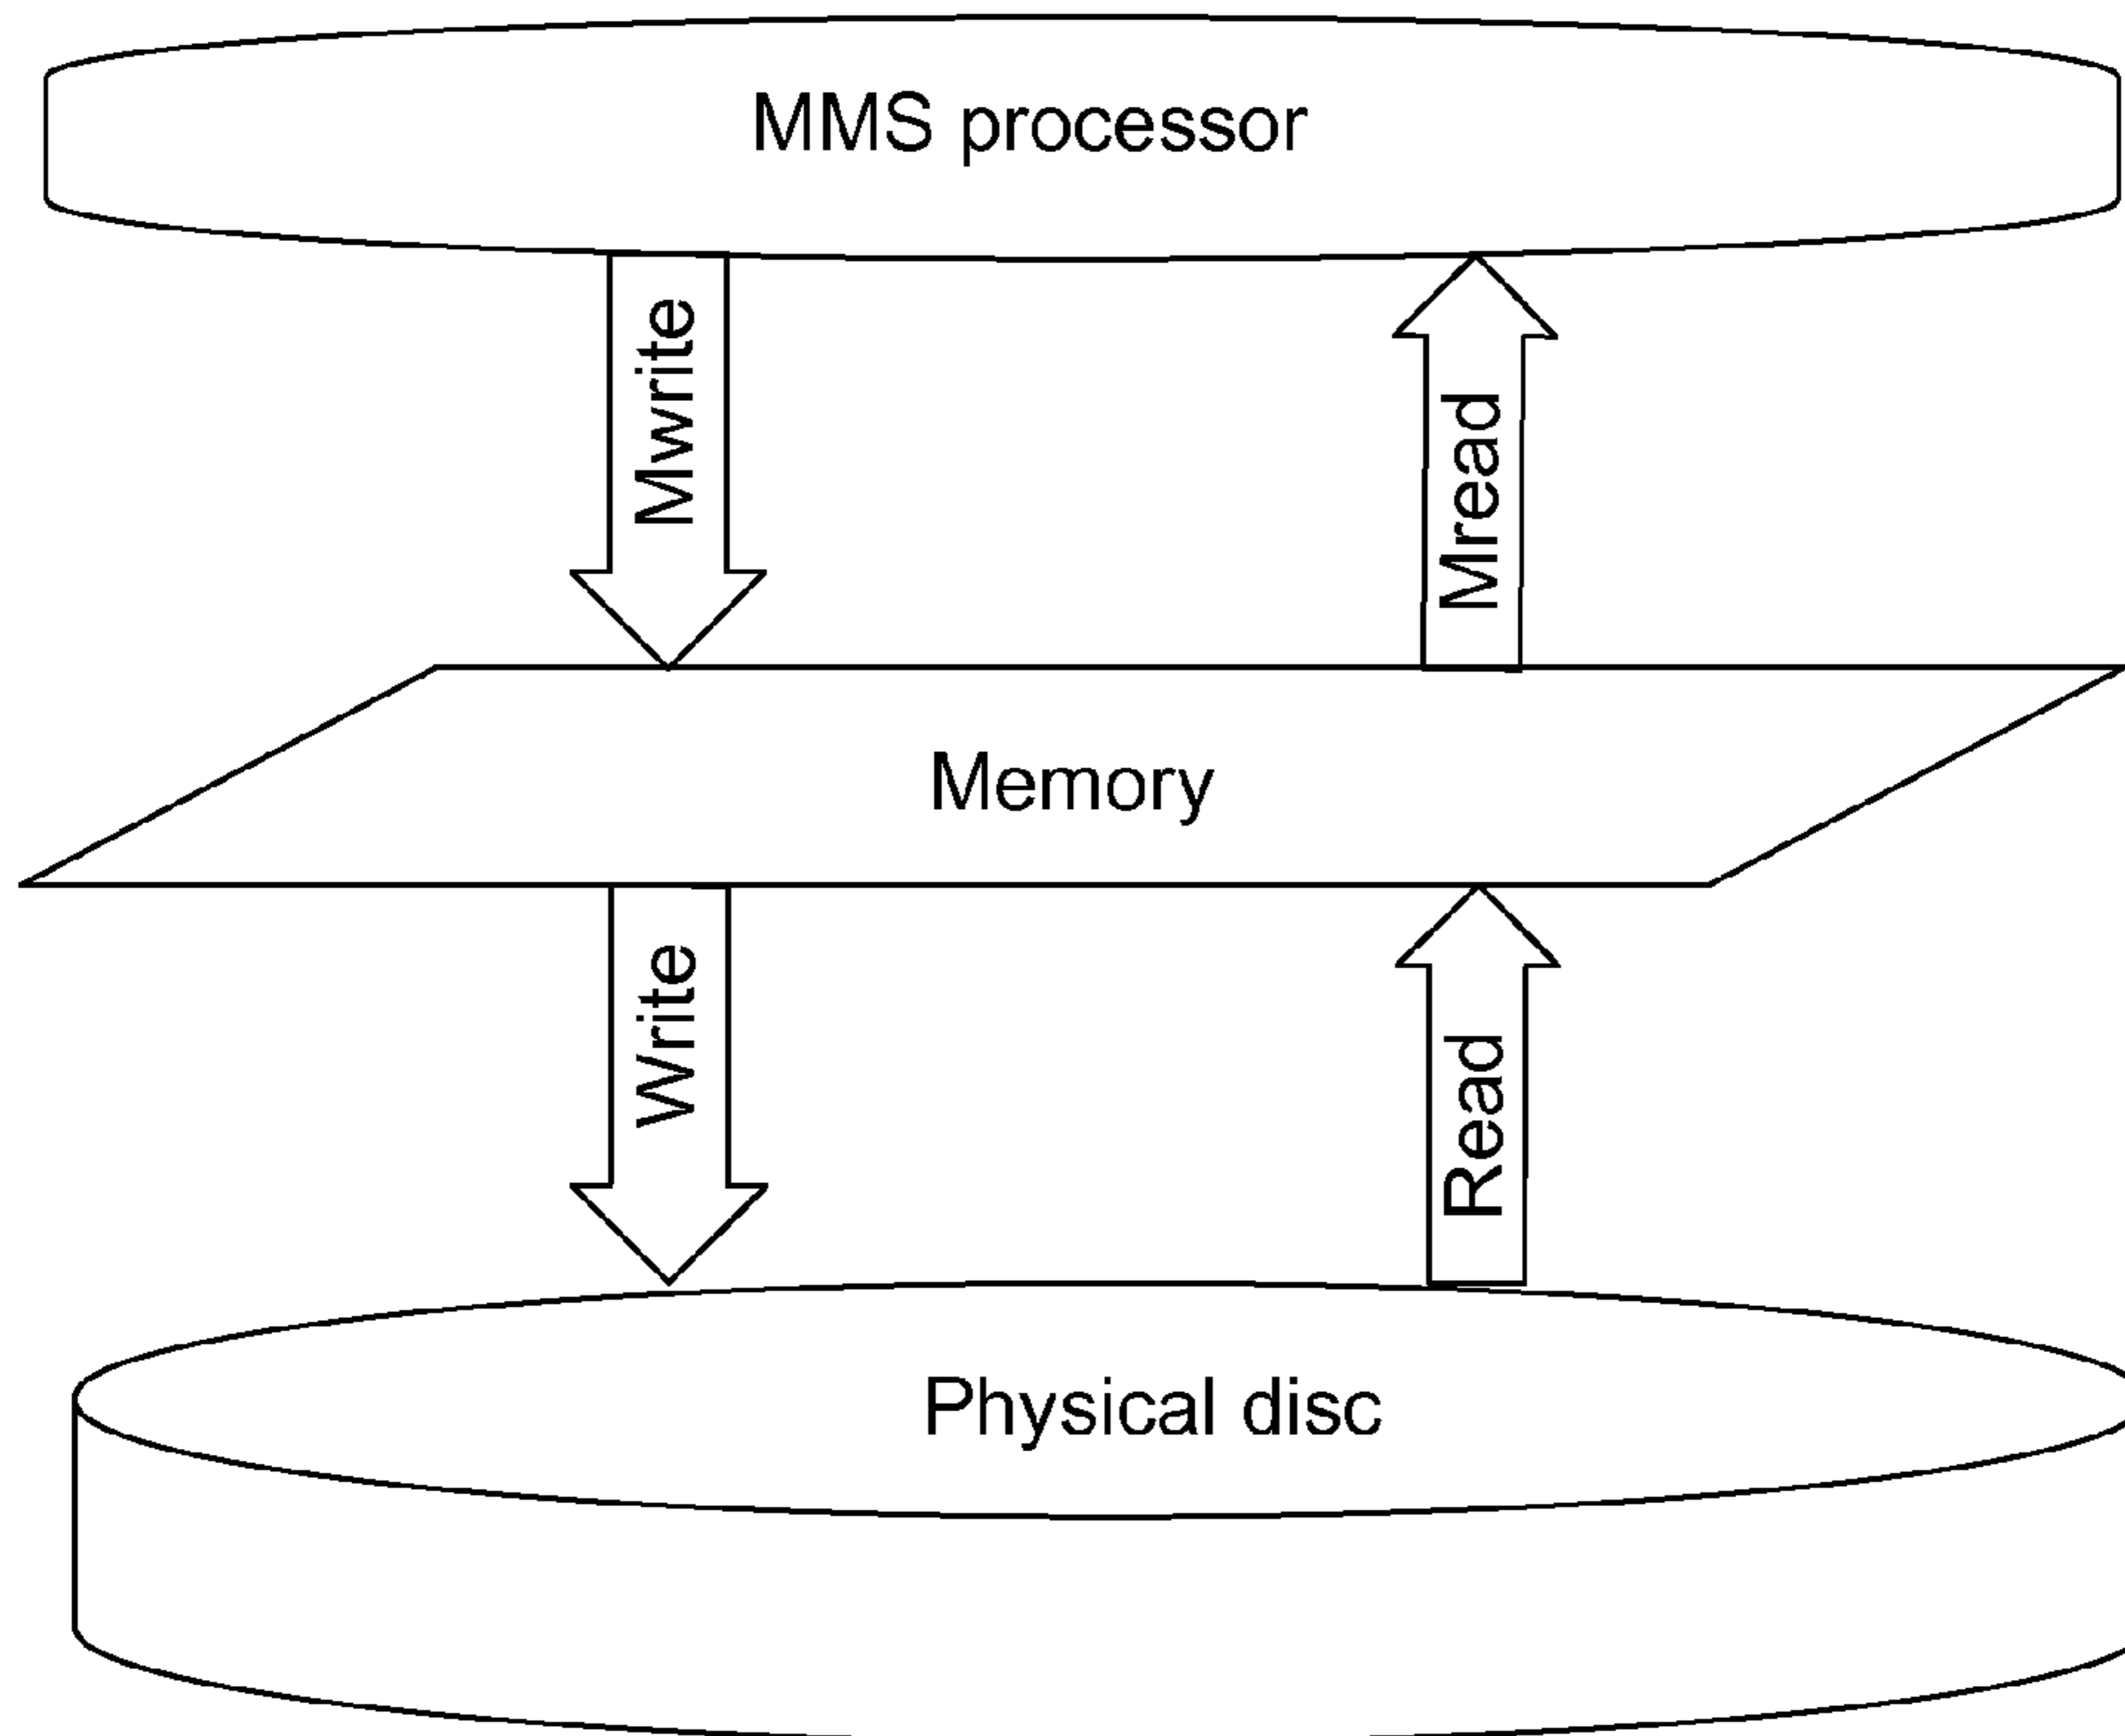 MMS processor
Mwrite
Mread
Memory
Write
Read
Physical disc